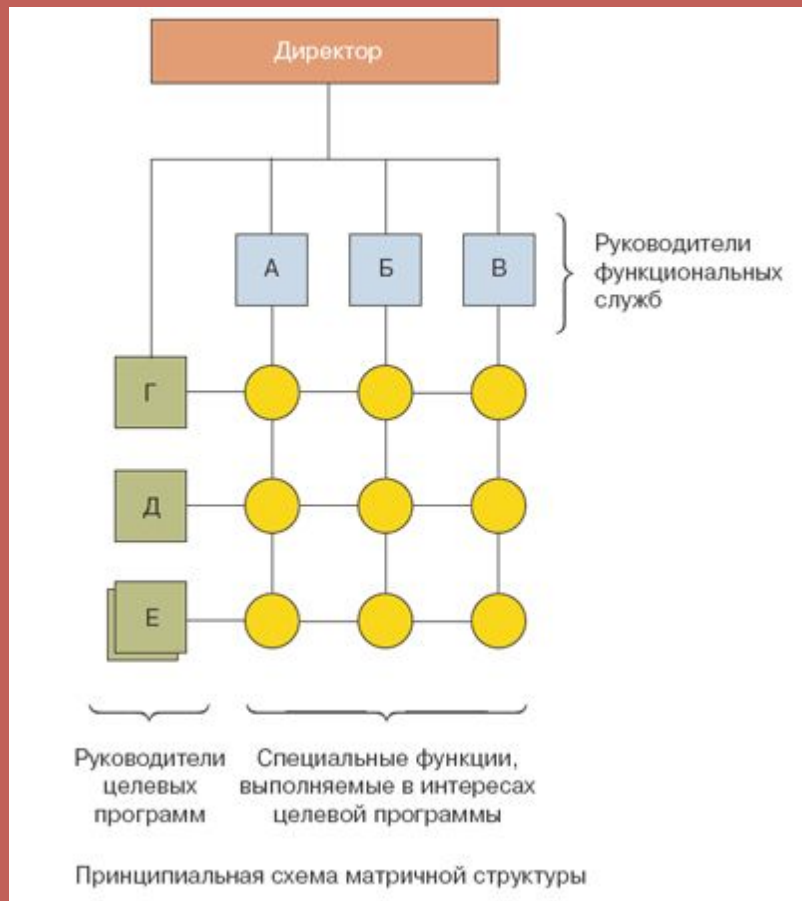 Директор
А
Б
В
Руководители
функциональных
служб
Г
Д
Е
Руководители
целевых
программ
Специальные функции,
выполняемые в интересах
целевой программы
Принципиальная схема матричной структуры